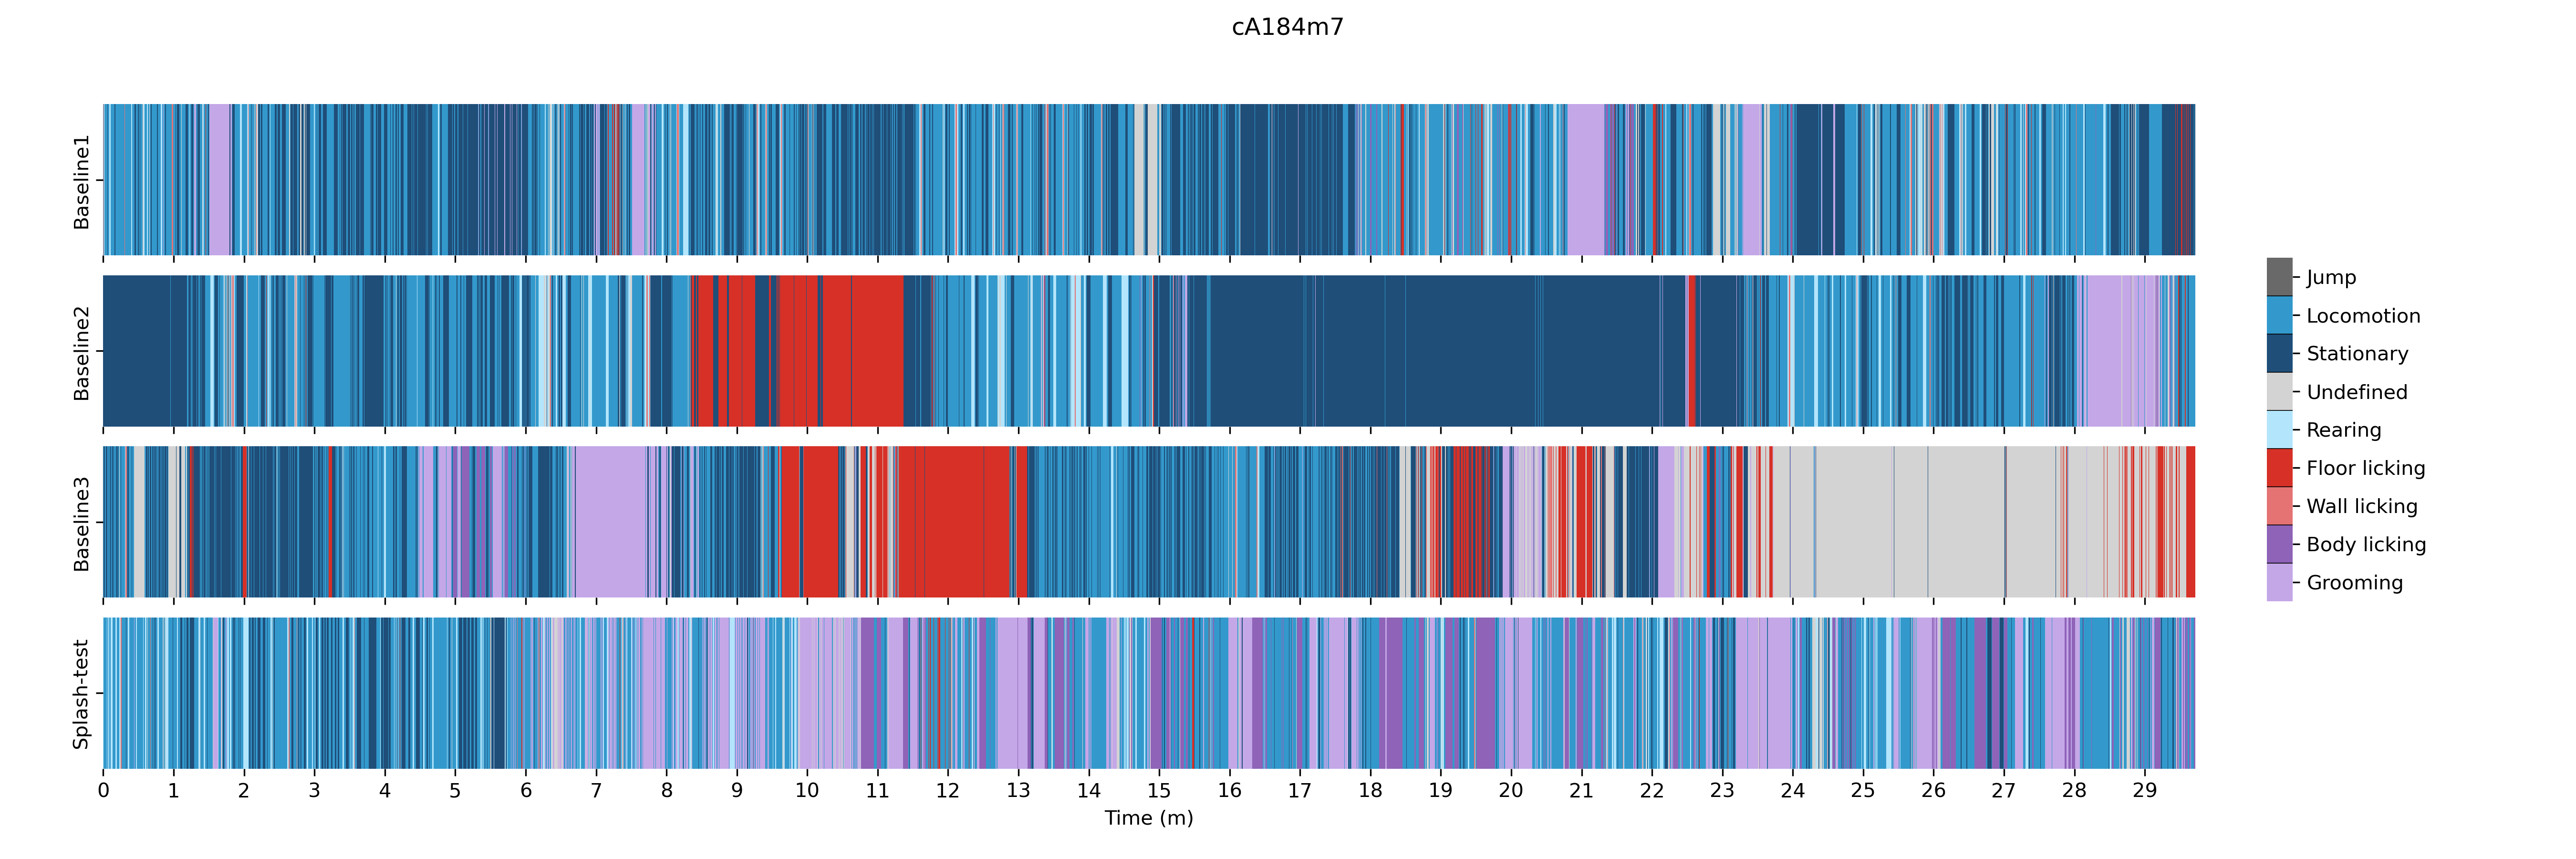 cA184m7
Baseline1
Baseline2
Baseline3
Splash-test
0 1 2 3 4 5 6 7 8 9 10 11 12 13 14 15 16 17 18 19 20 21 22 23 24 25 26 27 28 29
Time (m)
Jump
Locomotion
Stationary
Undefined
Rearing
Floor licking
Wall licking
Body licking
Grooming